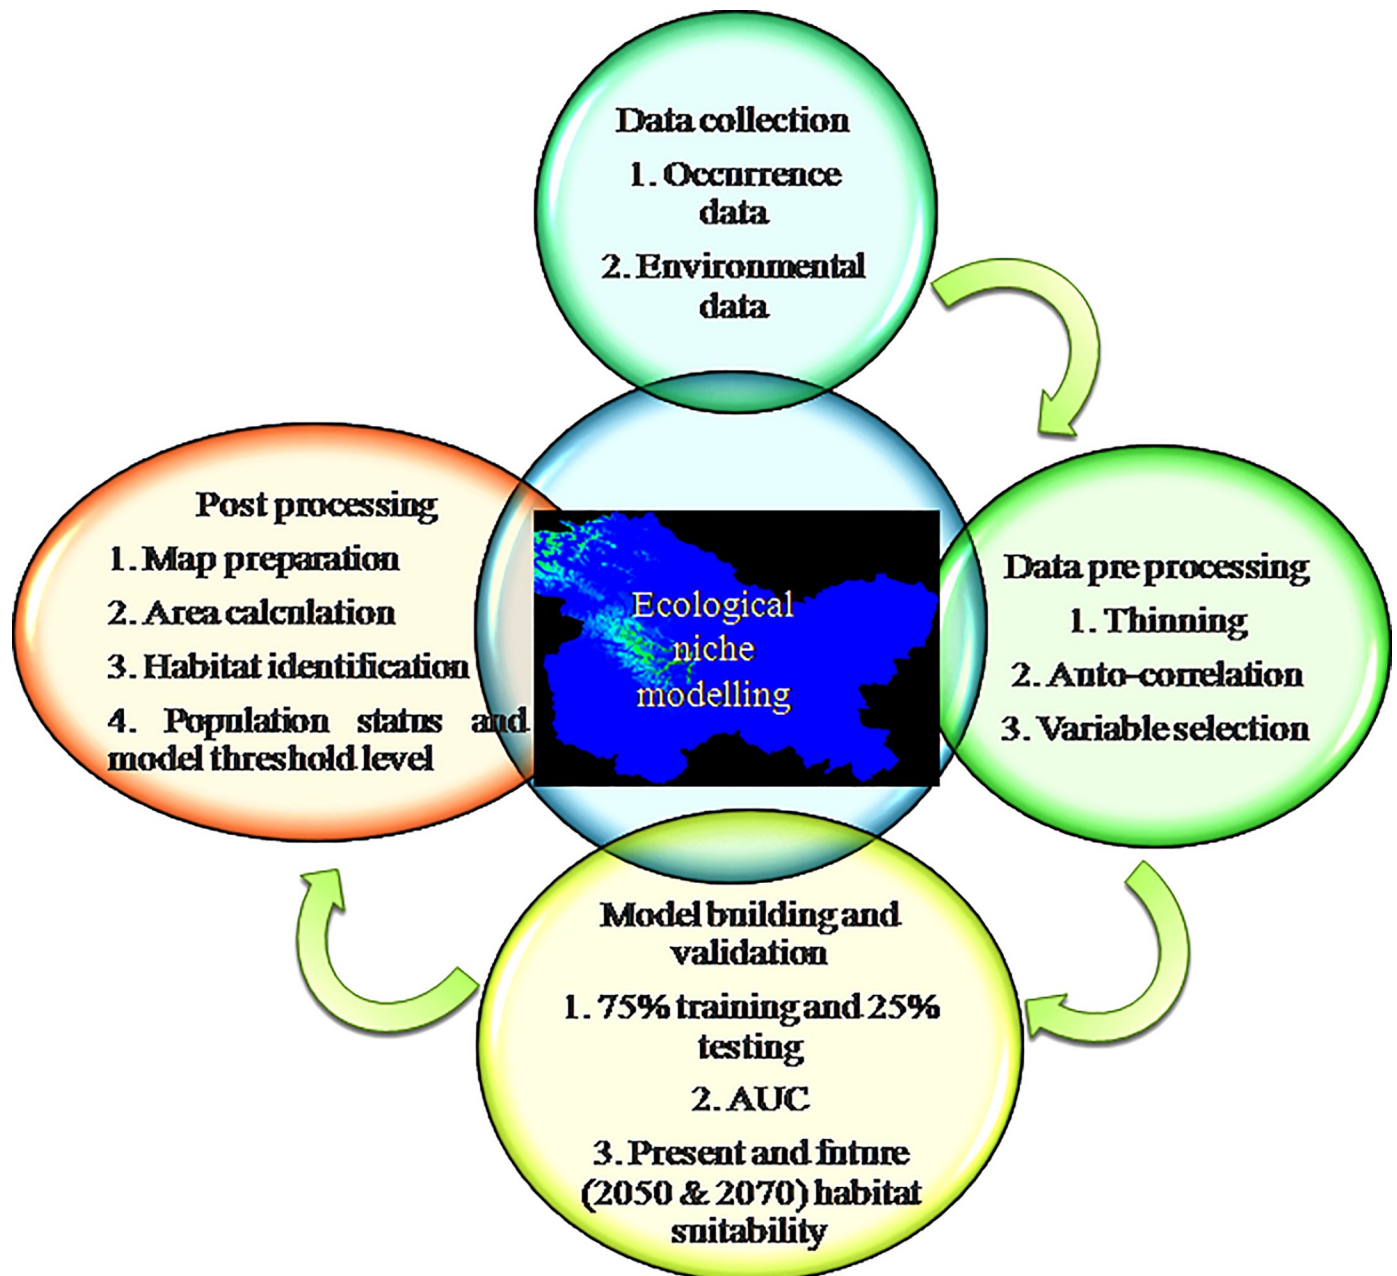 Data collection
1. Occurrence
data
2. Environmental
data
Post processing
1. Map preparation
2. Area calculation
3. Habitat identification
4. Population status and
model threshold level
Ecological
niche
modelling
Data pre processing
1. Thinning
2. Auto-correlation
3. Variable selection
Model building and
validation
1. 75% training and 25%
testing
2. AUC
3. Present and future
(2050 & 2070) habitat
suitability